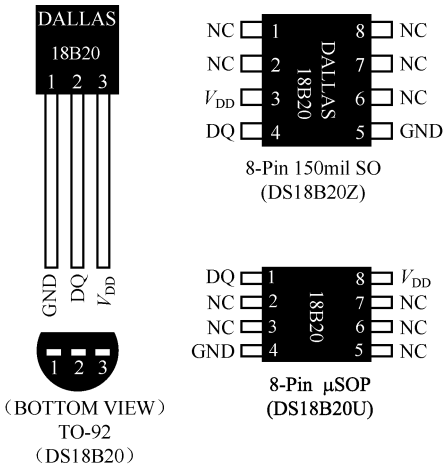 DALLAS
18B20
1 2 3
GND DQ VDD
1 2 3
（BOTTOM VIEW）
TO-92
（DS18B20）
NC 1 8 NC
NC 2 7 NC
VDD 3 6 NC
DQ 4 5 GND
DALLAS
18B20
8-Pin 150mil SO
(DS18B20Z)
DQ 1 8 VDD
NC 2 7 NC
NC 3 6 NC
GND 4 5 NC
18B20
8-Pin μSOP
(DS18B20U)